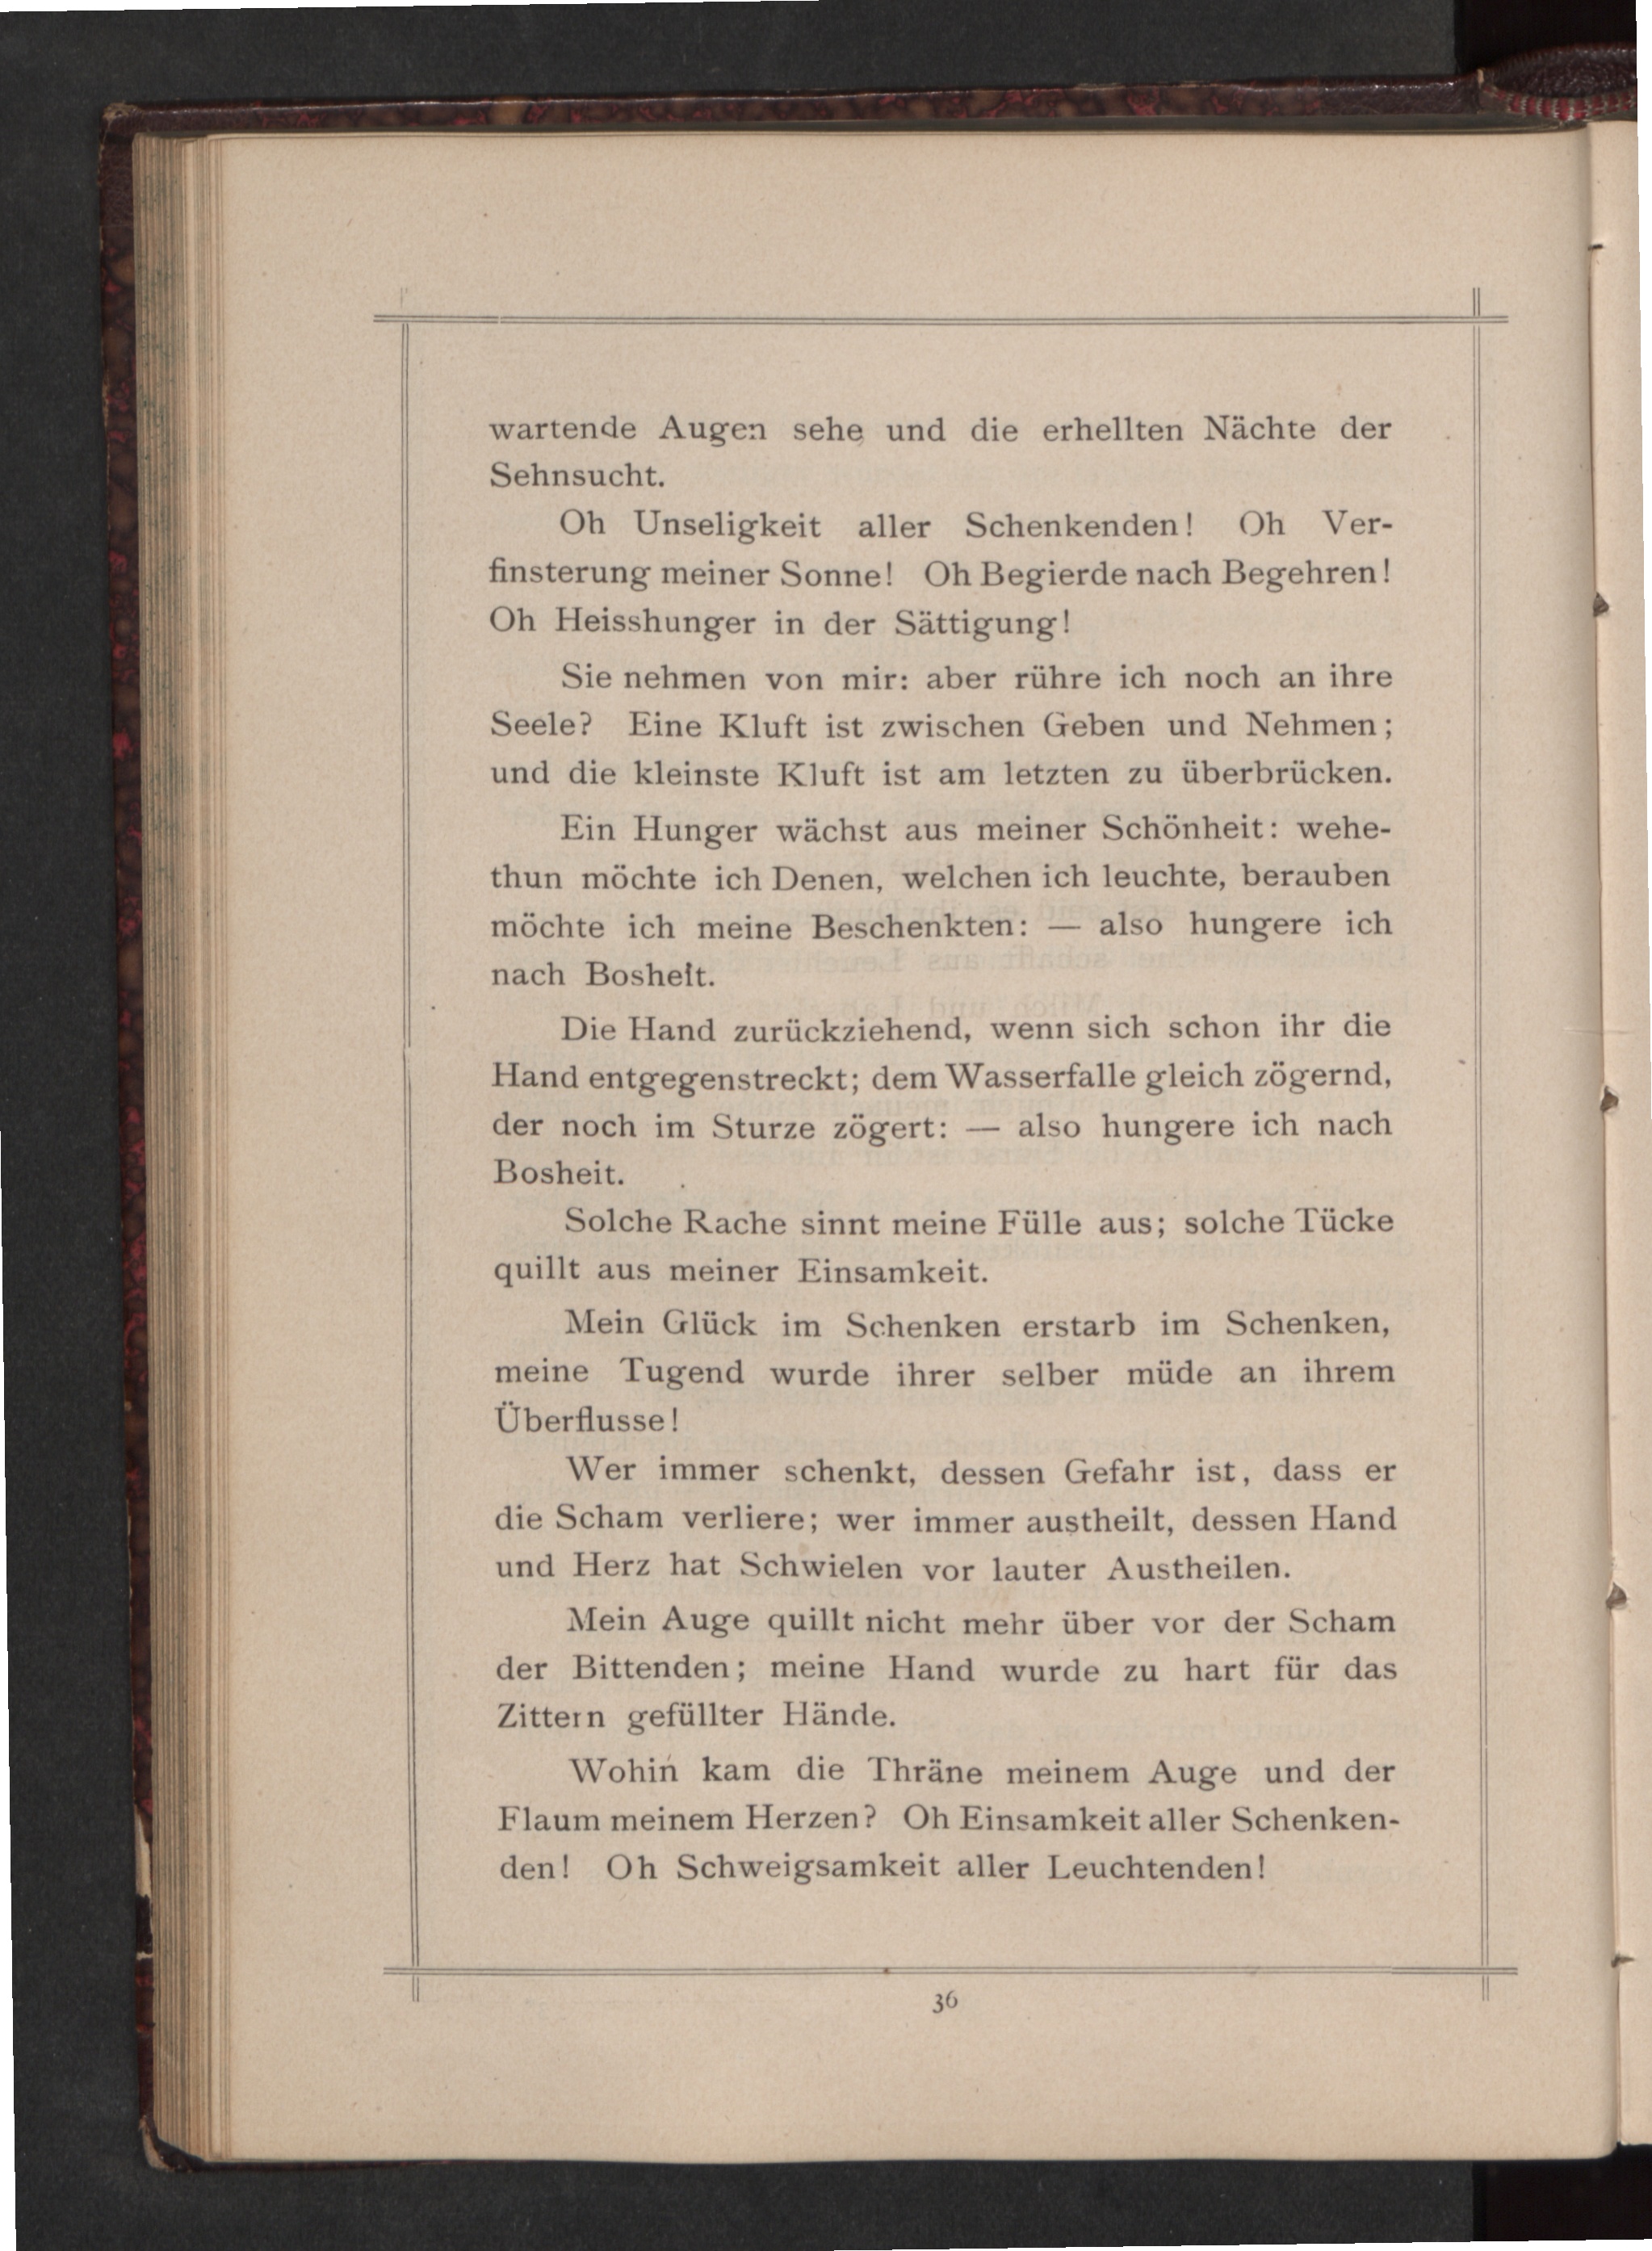 wartende Augen sehe und die erhellten Nächte der
Sehnsucht.
Oh Unseligkeit aller Schenkenden! Oh Ver-
finsterung meiner Sonne! Oh Begierde nach Begehren!
Oh Heisshunger in der Sättigung!
Sie nehmen von mir: aber rühre ich noch an ihre
Seele? Eine Kluft ist zwischen Geben und Nehmen;
und die kleinste Kluft ist am letzten zu überbrücken.
Ein Hunger wächst aus meiner Schönheit: wehe-
thun möchte ich Denen, welchen ich leuchte, berauben
möchte ich meine Beschenkten: — also hungere ich
nach Bosheit.
Die Hand zurückziehend, wenn sich schon ihr die
Hand entgegenstreckt; dem Wasserfalle gleich zögernd,
der noch im Sturze zögert: — also hungere ich nach
Bosheit.
Solche Rache sinnt meine Fülle aus; solche Tücke
quillt aus meiner Einsamkeit.
Mein Glück im Schenken erstarb im Schenken,
meine Tugend wurde ihrer selber müde an ihrem
Überflusse!
Wer immer schenkt, dessen Gefahr ist, dass er
die Scham verliere; wer immer austheilt, dessen Hand
und Herz hat Schwielen vor lauter Austheilen.
Mein Auge quillt nicht mehr über vor der Scham
der Bittenden; meine Hand wurde zu hart für das
Zittern gefüllter Hände.
Wohin kam die Thräne meinem Auge und der
Flaum meinem Herzen? Oh Einsamkeit aller Schenken-
den! Oh Schweigsamkeit aller Leuchtenden!
36